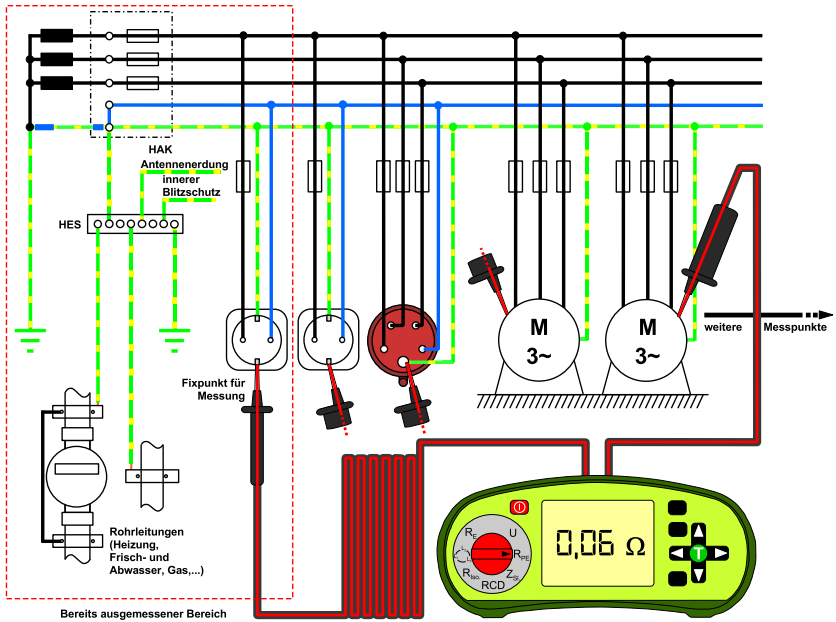 HAK
Antennenerdung
innerer
Blitzschutz
HES
M
3~
M
3~
weitere Messpunkte
Fixpunkt für
Messung
Rohrleitungen
(Heizung,
Frisch- und
Abwasser, Gas,...)
Bereits ausgemessener Bereich
RE U
RPE
RIso. ZSL
RCD
0,06 Ω
T